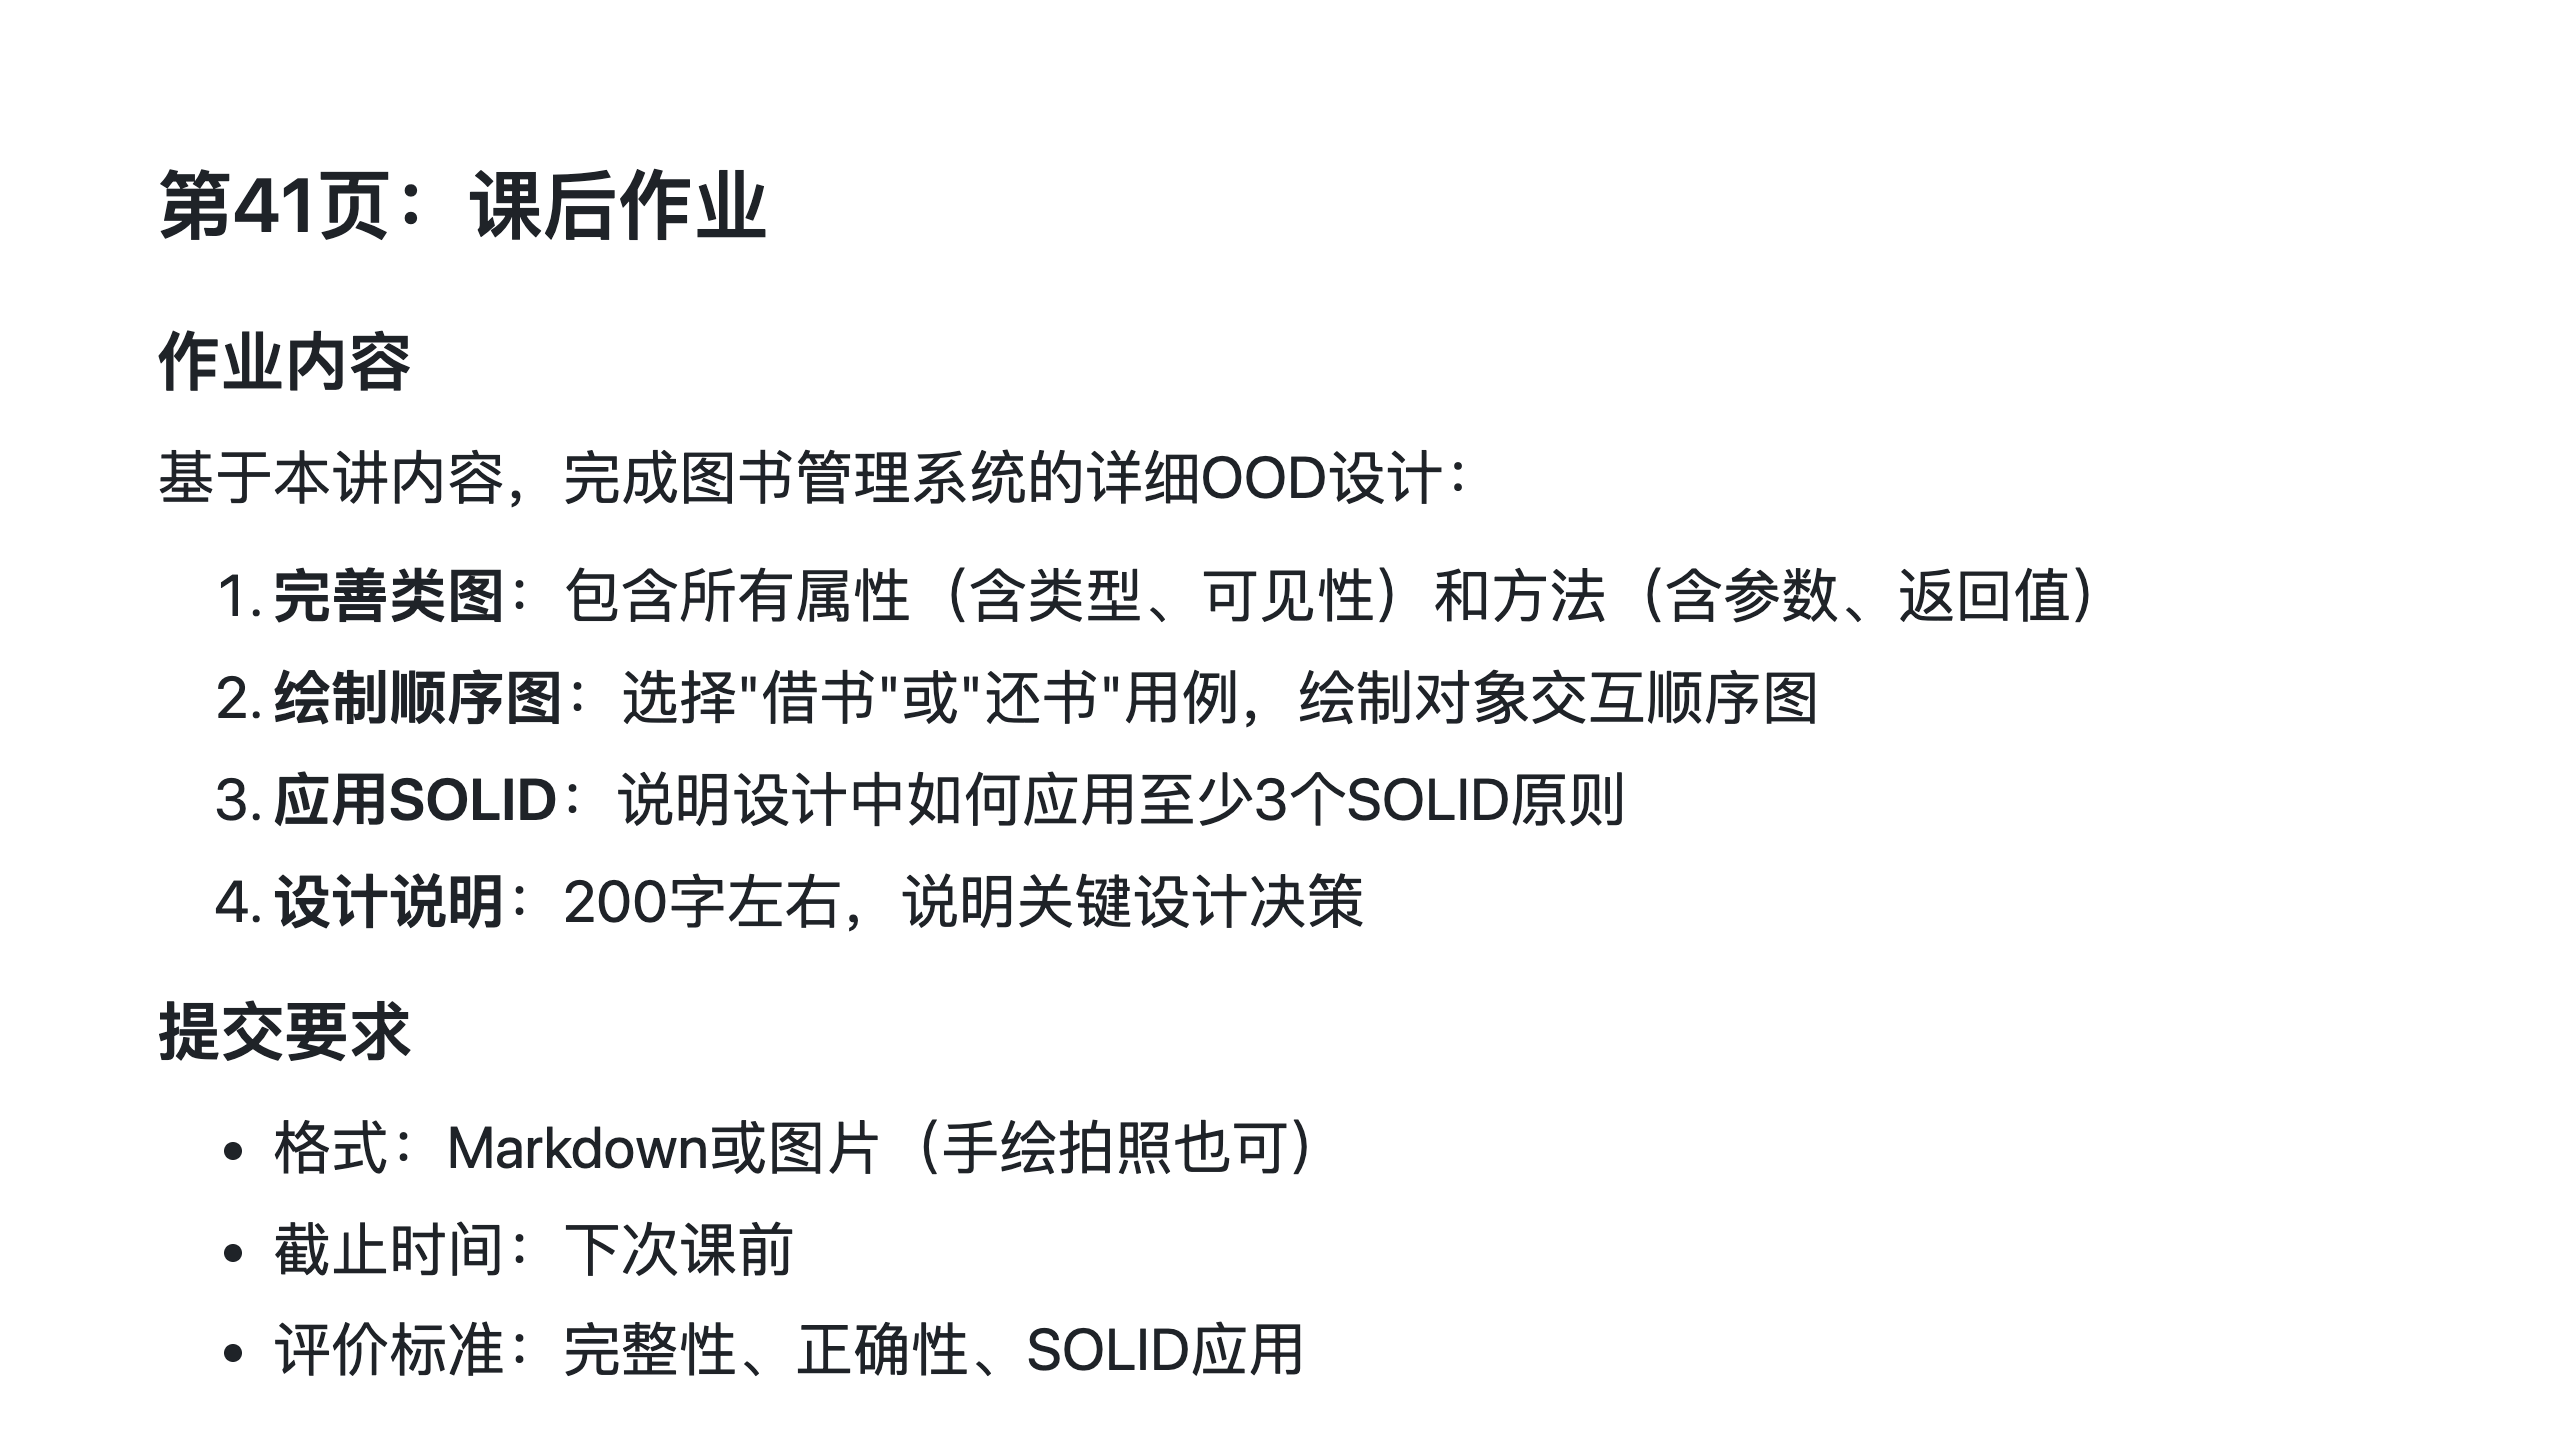 第41页：课后作业
作业内容
基于本讲内容，完成图书管理系统的详细OOD设计：
1. 完善类图：包含所有属性（含类型、可见性）和方法（含参数、返回值）
2. 绘制顺序图：选择"借书"或"还书"用例，绘制对象交互顺序图
3. 应用SOLID：说明设计中如何应用至少3个SOLID原则
4. 设计说明：200字左右，说明关键设计决策
提交要求
• 格式：Markdown或图片（手绘拍照也可）
• 截止时间：下次课前
• 评价标准：完整性、正确性、SOLID应用